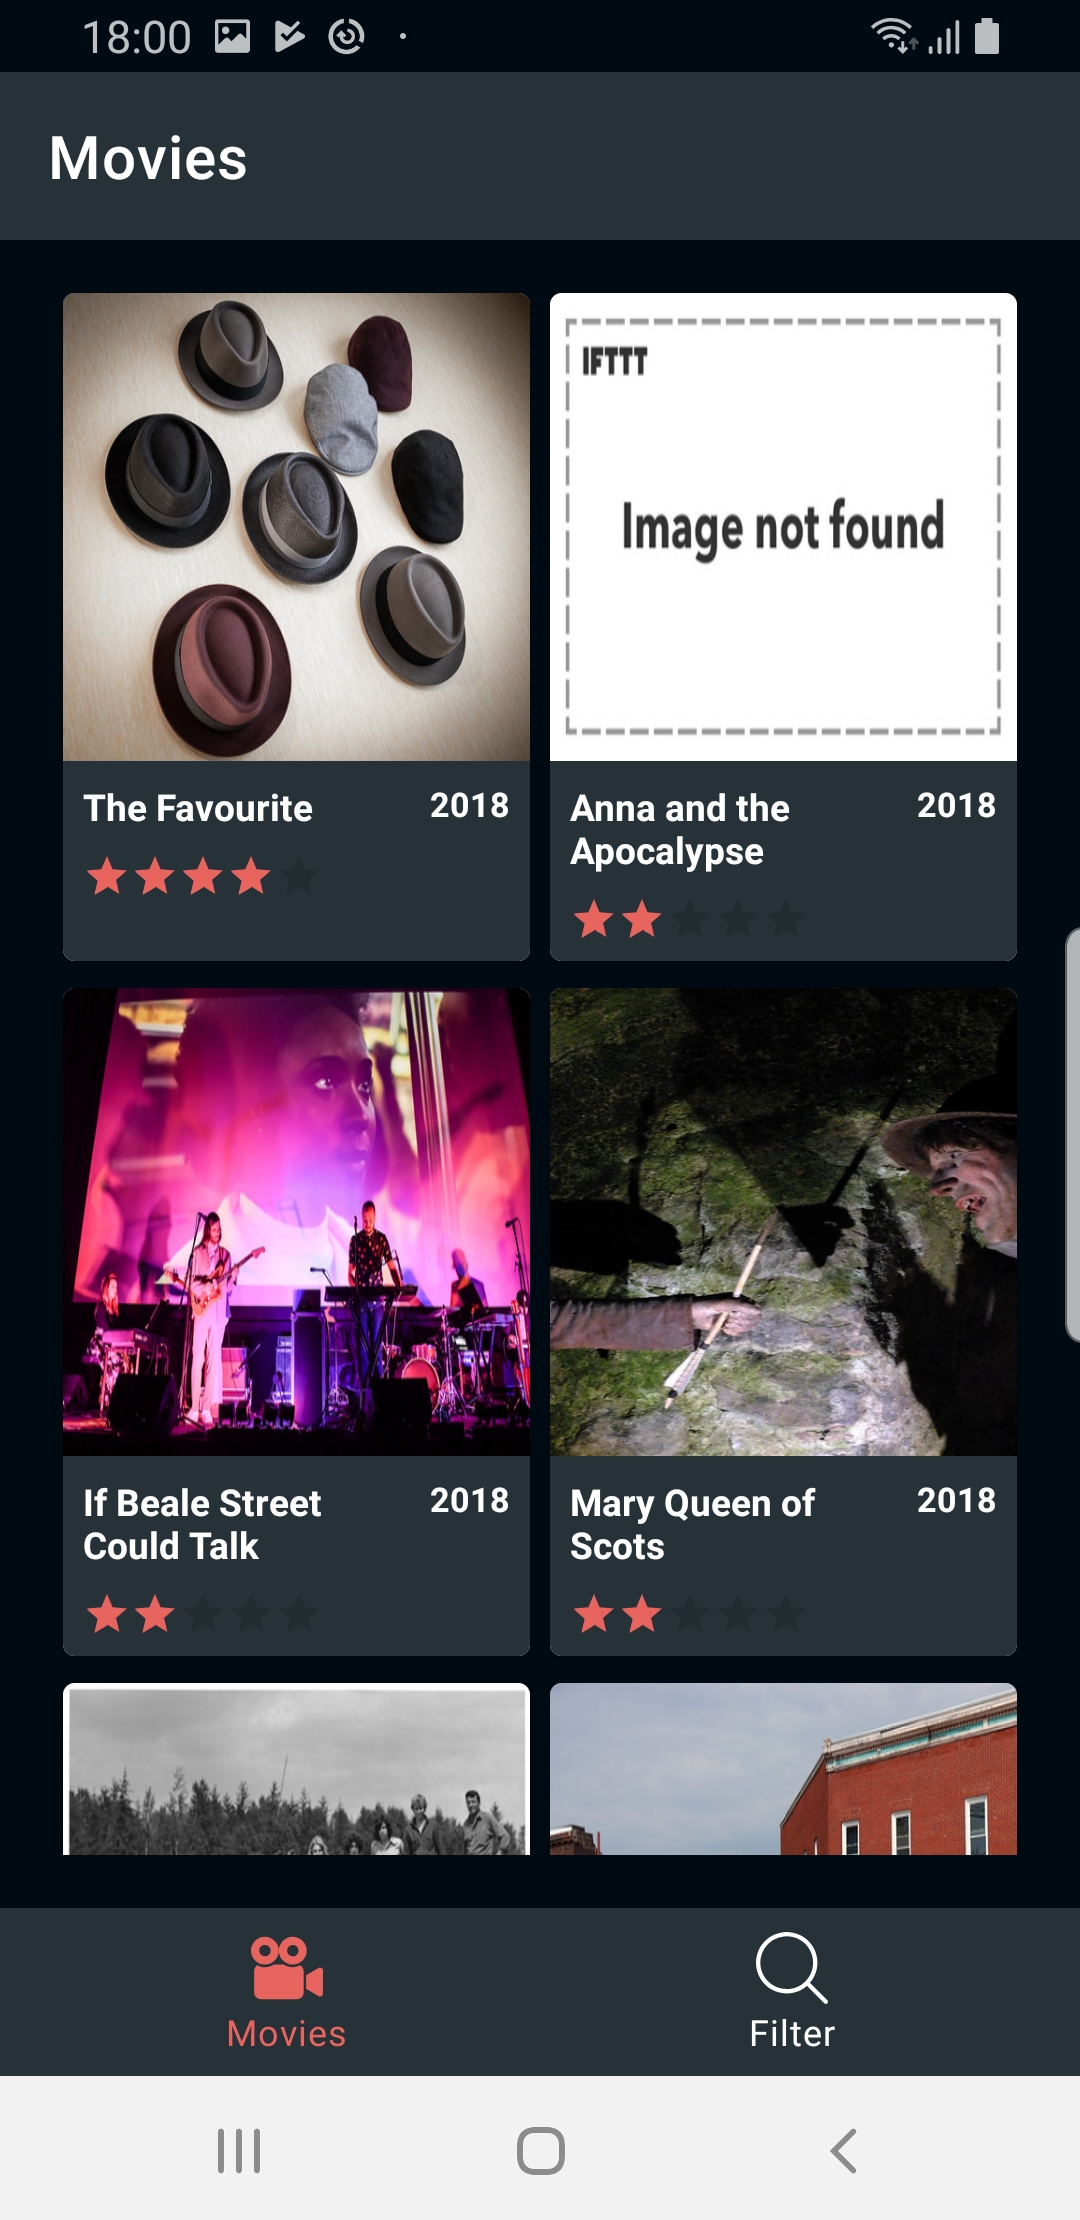 18:00
Movies
IFTTT
Image not found
The Favourite 2018
Anna and the 2018
Apocalypse
If Beale Street 2018
Could Talk
Mary Queen of 2018
Scots
Movies
Filter